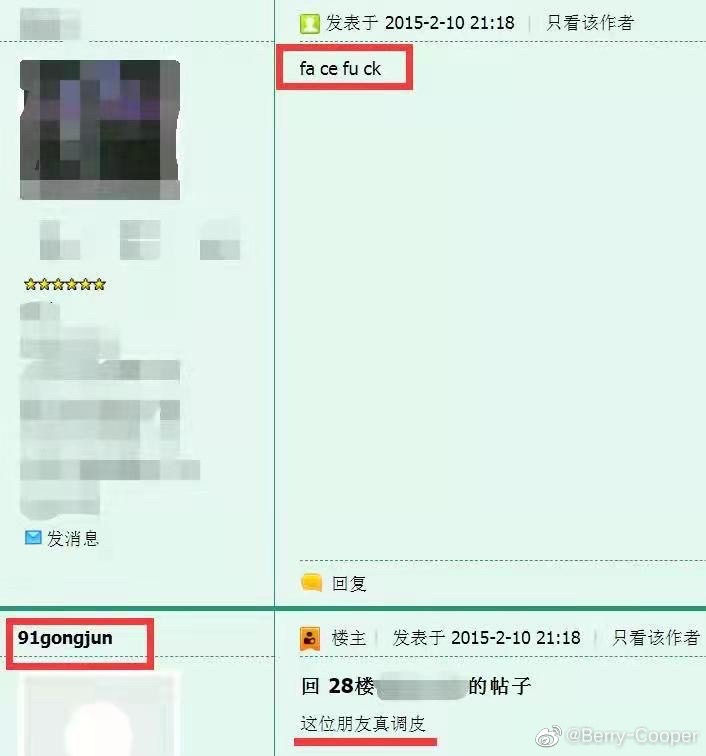 发表于 2015-2-10 21:18 | 只看该作者
fa ce fu ck
发消息
回复
91gongjun
楼主 | 发表于 2015-2-10 21:18 | 只看该作者
回 28楼 的帖子
这位朋友真调皮
@Berry-Cooper